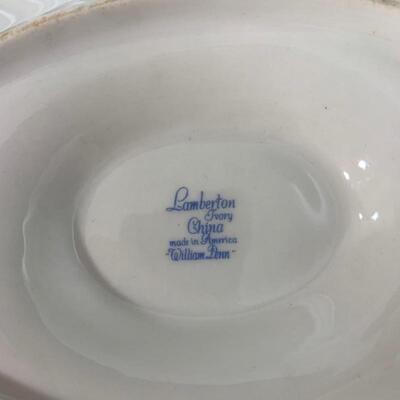 Lamberton
Ivory
China
made in America
"William Penn"